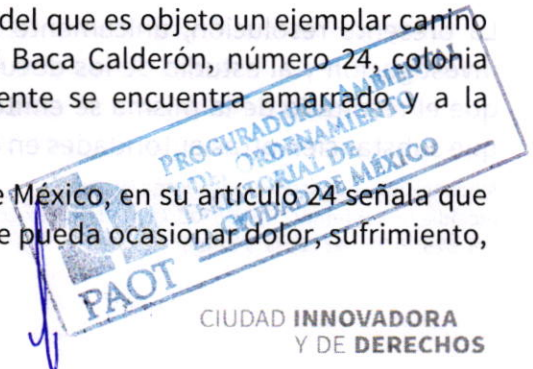 del que es objeto un ejemplar canino
Baca Calderón, número 24, colonia
ente se encuentra amarrado y a la
PROCURADURÍA AMBIENTAL
Y DEL ORDENAMIENTO
TERRITORIAL DE
CIUDAD DE MÉXICO
PAOT
e México, en su artículo 24 señala que
e pueda ocasionar dolor, sufrimiento,
CIUDAD INNOVADORA
Y DE DERECHOS